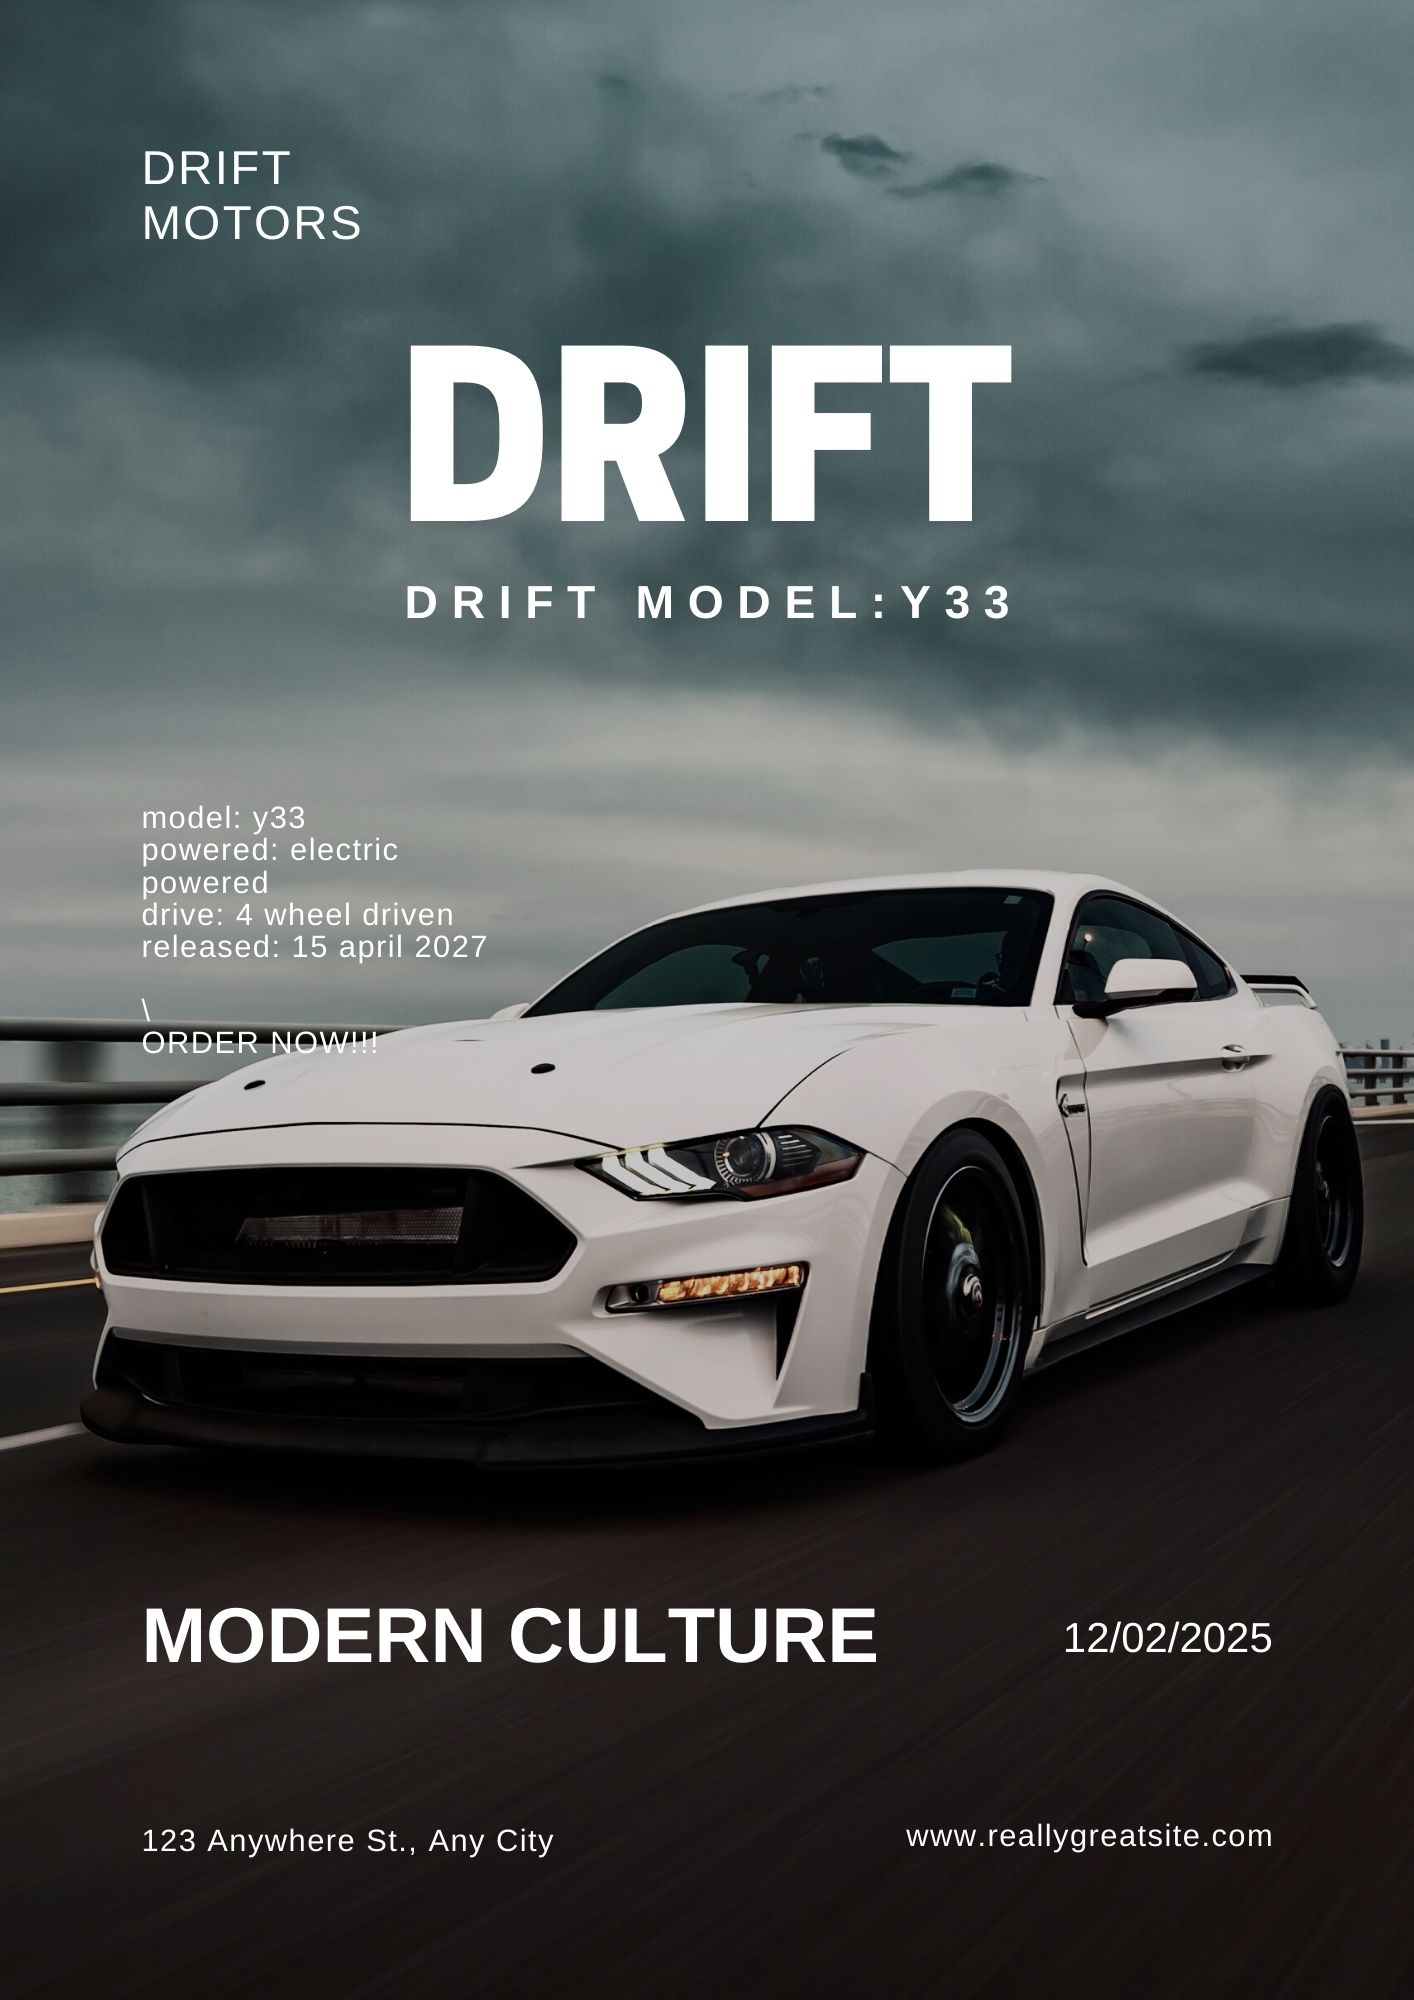 DRIFT
MOTORS
DRIFT
DRIFT MODEL:Y33
model: y33
powered: electric
powered
drive: 4 wheel driven
released: 15 april 2027
\
ORDER NOW!!!
MODERN CULTURE
12/02/2025
123 Anywhere St., Any City
www.reallygreatsite.com